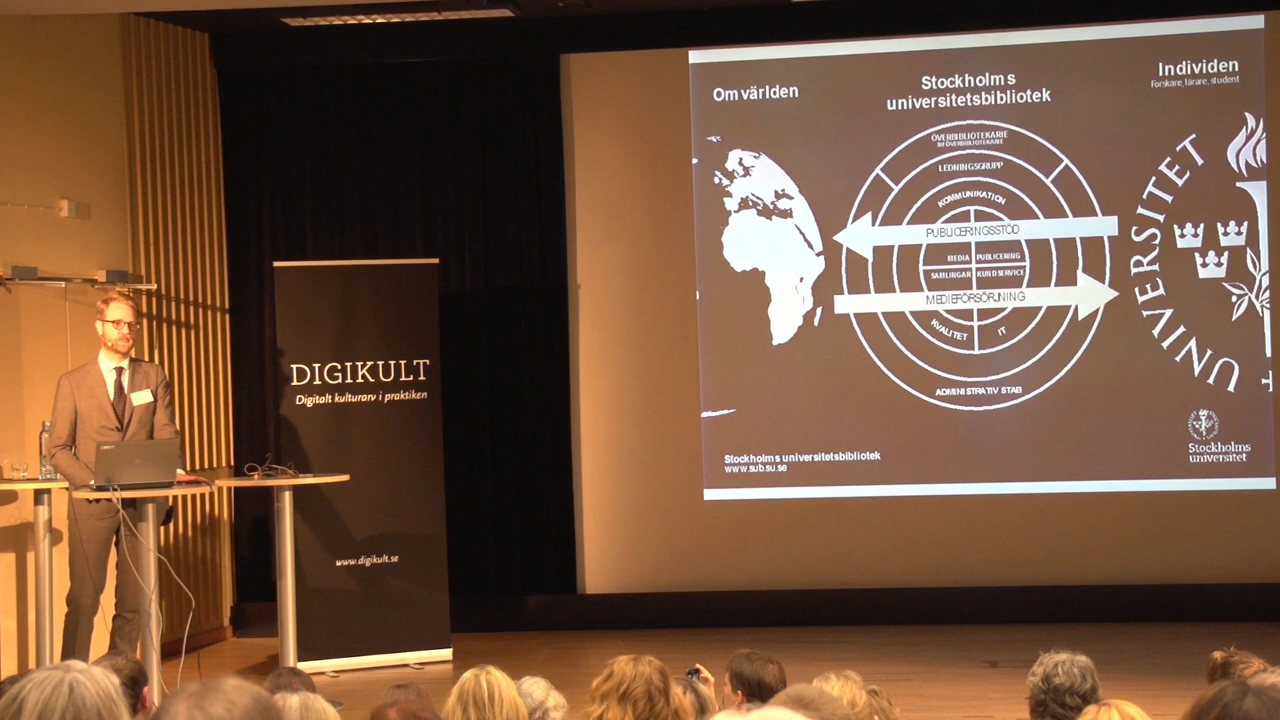 DIGIKULT
Digitalt kulturarv i praktiken
www.digikult.se
Omvärlden
Stockholms
universitetsbibliotek
Individen
Forskare, lärare, student
ÖVERBIBLIOTEKARIE
LEDNINGSGRUPP
KOMMUNIKATION
PUBLICERINGSSTÖD
MEDIA PUBLICERING
SAMLINGAR KUNDSERVICE
MEDIEFÖRSÖRJNING
KVALITET IT
ADMINISTRATIV STAB
UNIVERSITET
Stockholms universitetsbibliotek
www.sub.su.se
Stockholms
universitet